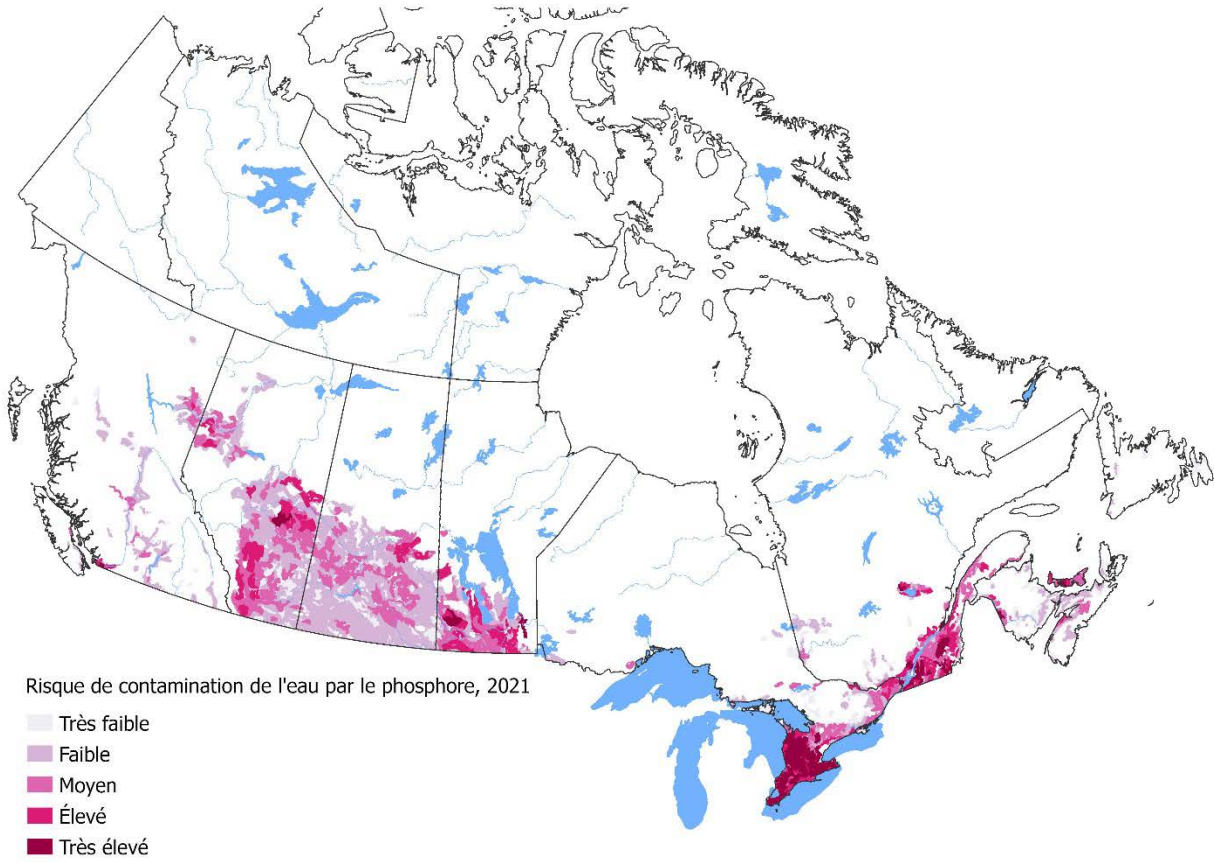 Risque de contamination de l'eau par le phosphore, 2021
Très faible
Faible
Moyen
Élevé
Très élevé